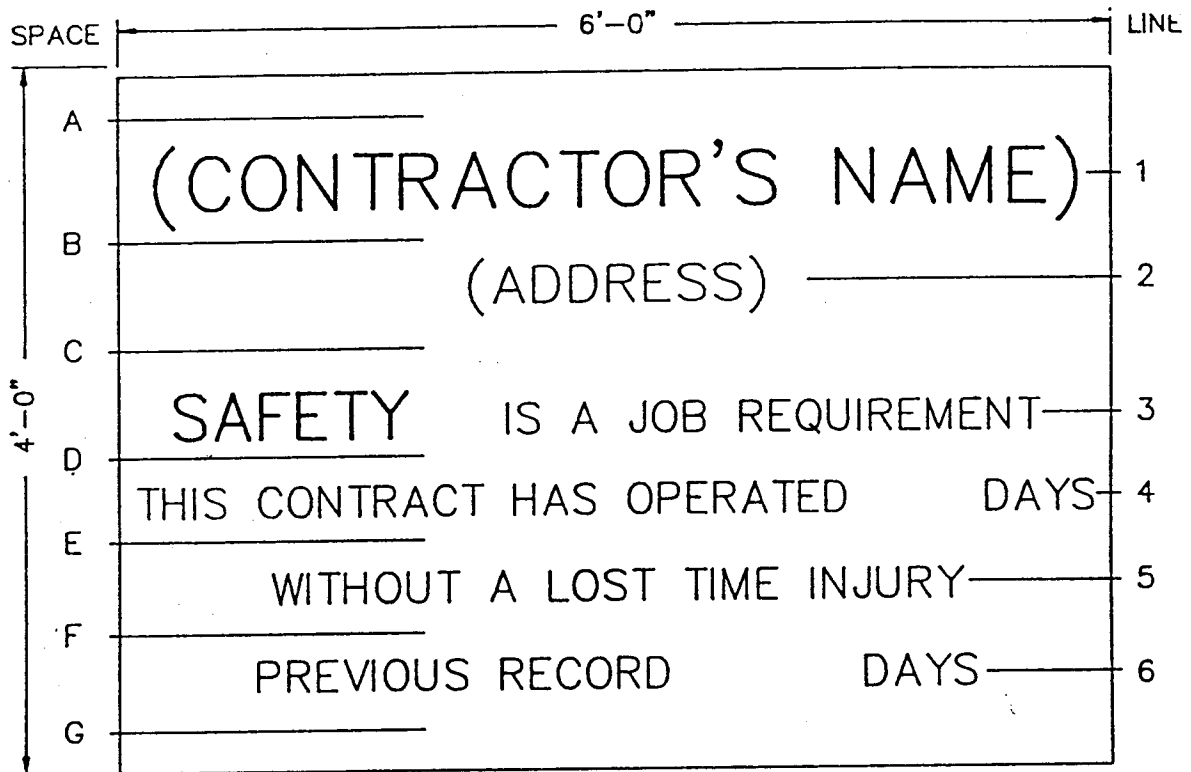 SPACE 6'-0" LINE
A
(CONTRACTOR'S NAME) 1
B
(ADDRESS) 2
C
4'-0"
SAFETY IS A JOB REQUIREMENT 3
D
THIS CONTRACT HAS OPERATED DAYS 4
E
WITHOUT A LOST TIME INJURY 5
F
PREVIOUS RECORD DAYS 6
G